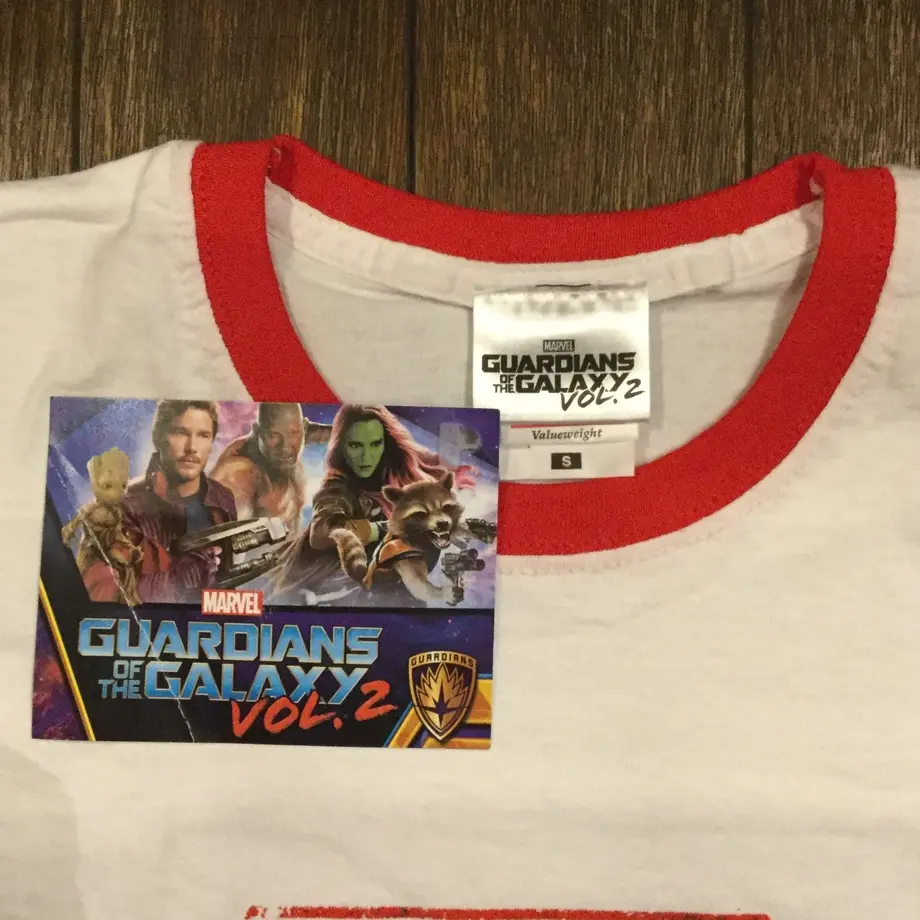 MARVEL
GUARDIANS
OF THE GALAXY
VOL. 2
Valueweight
S
MARVEL
GUARDIANS
OF THE GALAXY
VOL. 2
GUARDIANS